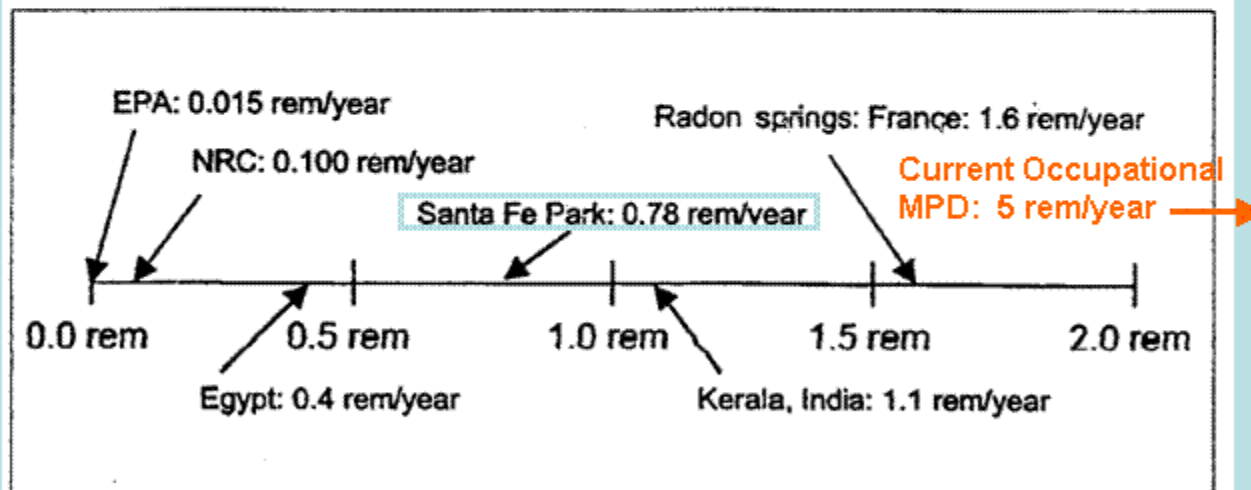 EPA: 0.015 rem/year
Radon springs: France: 1.6 rem/year
NRC: 0.100 rem/year
Current Occupational
MPD: 5 rem/year
Santa Fe Park: 0.78 rem/year
0.0 rem 0.5 rem 1.0 rem 1.5 rem 2.0 rem
Egypt: 0.4 rem/year
Kerala, India: 1.1 rem/year